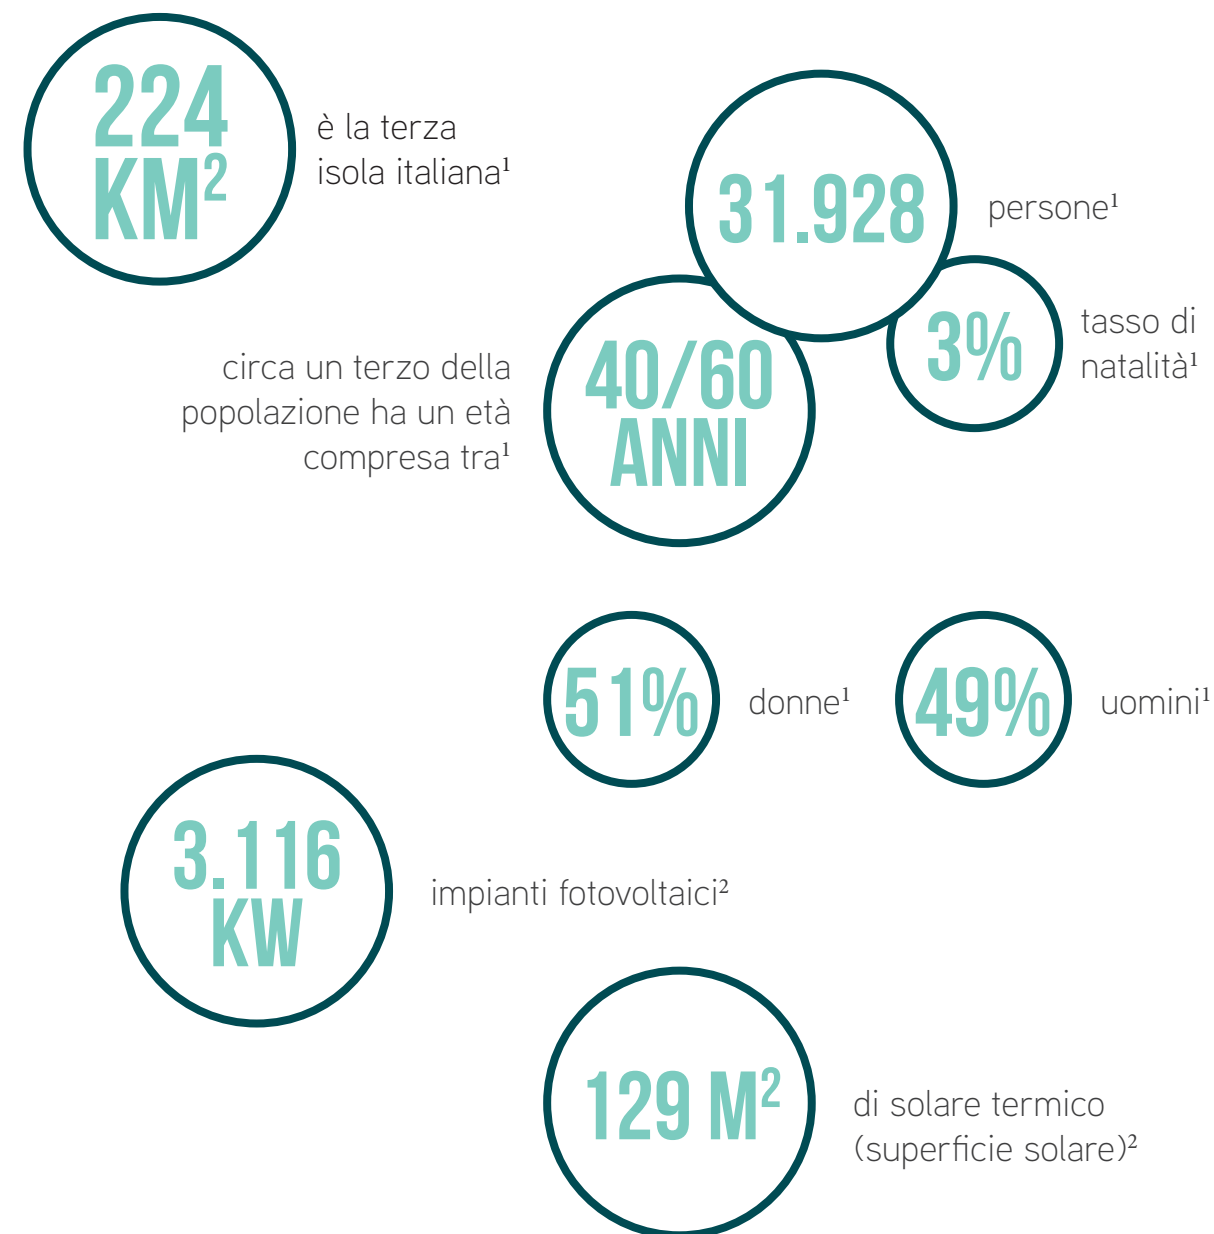 224
KM²
è la terza
isola italiana¹
31.928
persone¹
3%
tasso di
natalità¹
circa un terzo della
popolazione ha un età
compresa tra¹
40/60
ANNI
51%
donne¹
49%
uomini¹
3.116
KW
impianti fotovoltaici²
129 M²
di solare termico
(superficie solare)²